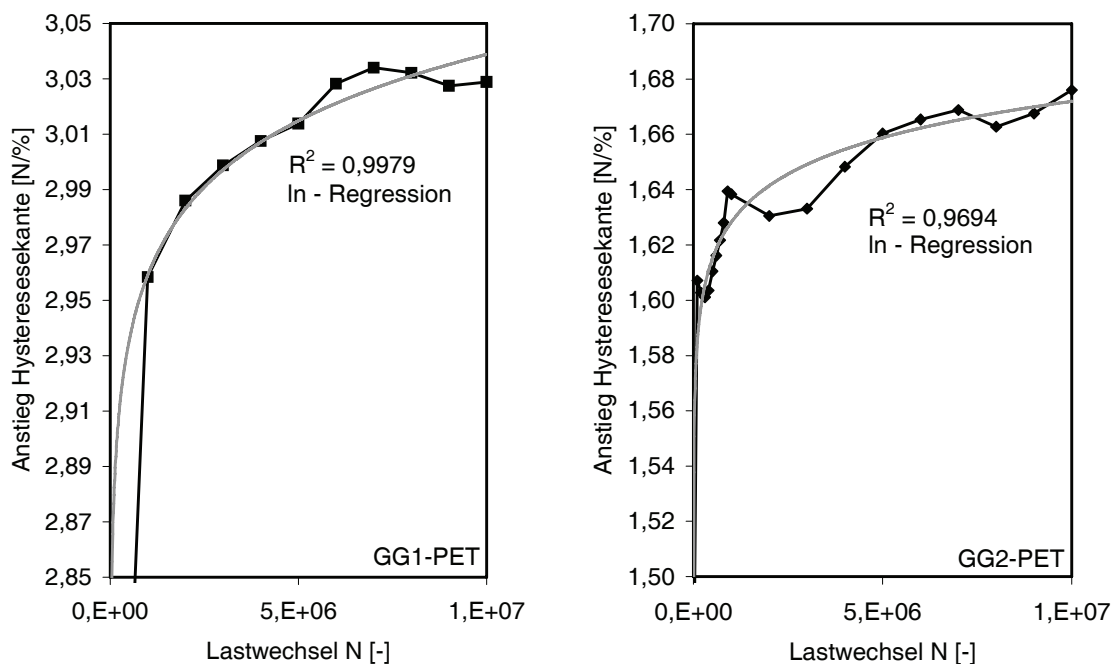 Anstieg Hysteresesekante [N/%]
3,05
3,03
3,01
2,99
2,97
2,95
2,93
2,91
2,89
2,87
2,85
R² = 0,9979
ln - Regression
GG1-PET
0,E+00
5,E+06
1,E+07
Lastwechsel N [-]
Anstieg Hysteresesekante [N/%]
1,70
1,68
1,66
1,64
1,62
1,60
1,58
1,56
1,54
1,52
1,50
R² = 0,9694
ln - Regression
GG2-PET
0,E+00
5,E+06
1,E+07
Lastwechsel N [-]